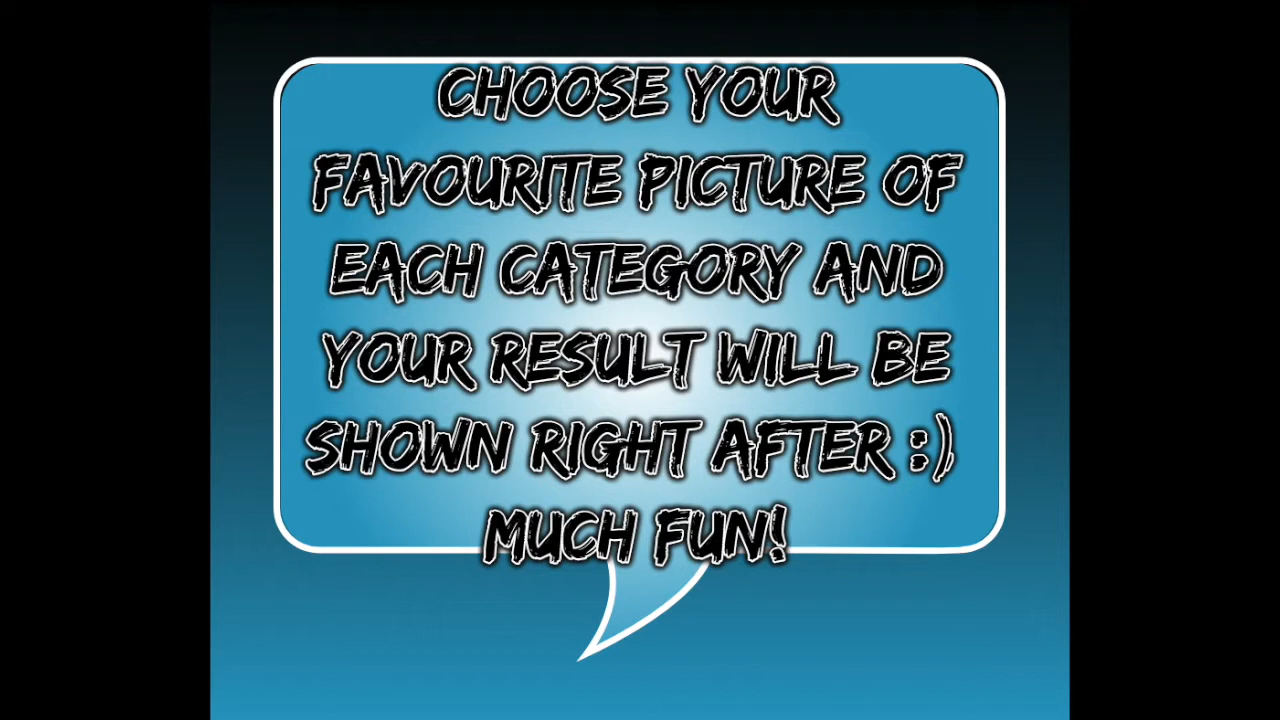 CHOOSE YOUR
FAVOURITE PICTURE OF
EACH CATEGORY AND
YOUR RESULT WILL BE
SHOWN RIGHT AFTER :)
MUCH FUN!